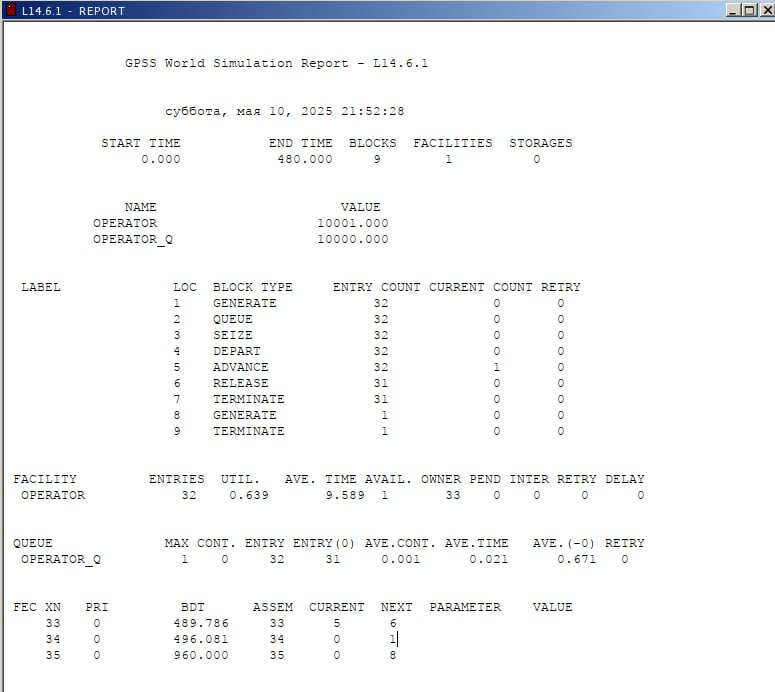 L14.6.1 - REPORT
GPSS World Simulation Report - L14.6.1
суббота, мая 10, 2025 21:52:28
START TIME END TIME BLOCKS FACILITIES STORAGES
0.000 480.000 9 1 0
NAME VALUE
OPERATOR 10001.000
OPERATOR_Q 10000.000
LABEL LOC BLOCK TYPE ENTRY COUNT CURRENT COUNT RETRY
1 GENERATE 32 0 0
2 QUEUE 32 0 0
3 SEIZE 32 0 0
4 DEPART 32 0 0
5 ADVANCE 32 1 0
6 RELEASE 31 0 0
7 TERMINATE 31 0 0
8 GENERATE 1 0 0
9 TERMINATE 1 0 0
FACILITY ENTRIES UTIL. AVE. TIME AVAIL. OWNER PEND INTER RETRY DELAY
OPERATOR 32 0.639 9.589 1 33 0 0 0 0
QUEUE MAX CONT. ENTRY ENTRY(0) AVE.CONT. AVE.TIME AVE.(-0) RETRY
OPERATOR_Q 1 0 32 31 0.001 0.021 0.671 0
FEC XN PRI BDT ASSEM CURRENT NEXT PARAMETER VALUE
33 0 489.786 33 5 6
34 0 496.081 34 0 1
35 0 960.000 35 0 8